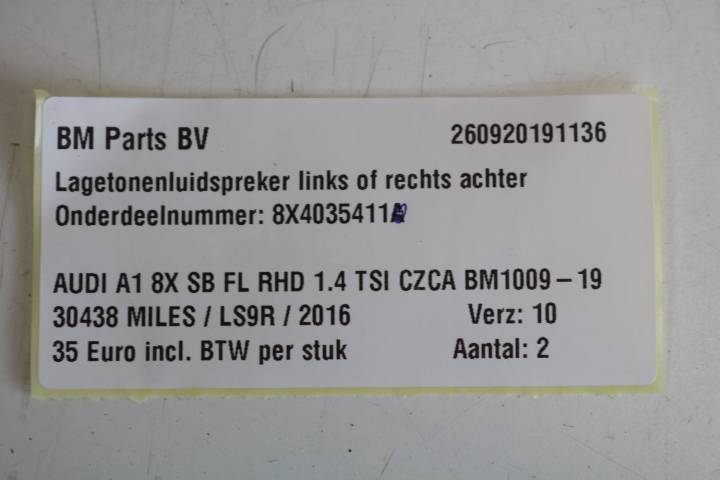 BM Parts BV 260920191136
Lagetonenluidspreker links of rechts achter
Onderdeelnummer: 8X4035411
AUDI A1 8X SB FL RHD 1.4 TSI CZCA BM1009-19
30438 MILES / LS9R / 2016 Verz: 10
35 Euro incl. BTW per stuk Aantal: 2